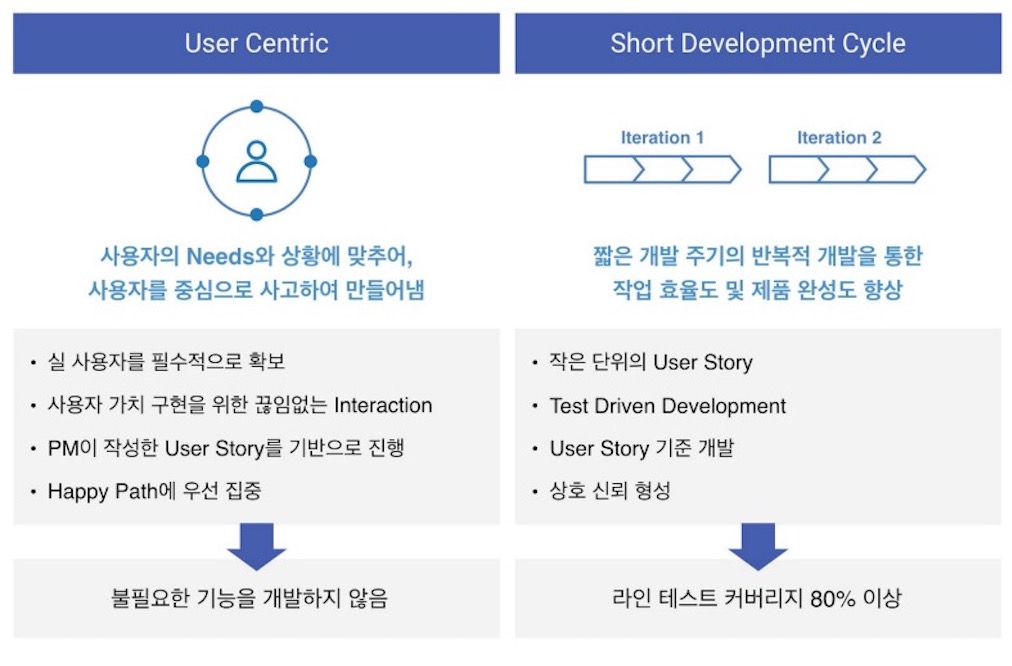 User Centric
사용자의 Needs와 상황에 맞추어,
사용자를 중심으로 사고하여 만들어냄
• 실 사용자를 필수적으로 확보
• 사용자 가치 구현을 위한 끊임없는 Interaction
• PM이 작성한 User Story를 기반으로 진행
• Happy Path에 우선 집중
불필요한 기능을 개발하지 않음
Short Development Cycle
Iteration 1
Iteration 2
짧은 개발 주기의 반복적 개발을 통한
작업 효율도 및 제품 완성도 향상
• 작은 단위의 User Story
• Test Driven Development
• User Story 기준 개발
• 상호 신뢰 형성
라인 테스트 커버리지 80% 이상